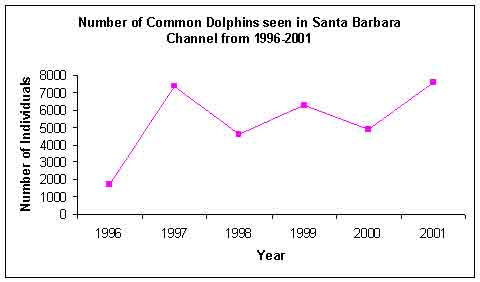 Number of Common Dolphins seen in Santa Barbara
Channel from 1996-2001
Number of Individuals
8000
7000
6000
5000
4000
3000
2000
1000
0
1996 1997 1998 1999 2000 2001
Year